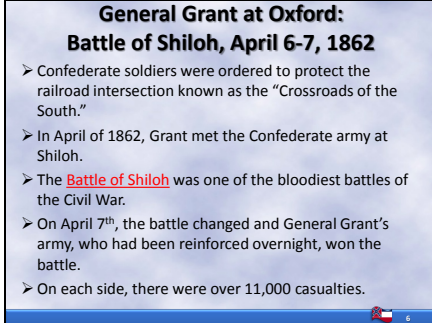 General Grant at Oxford:
Battle of Shiloh, April 6-7, 1862
➢ Confederate soldiers were ordered to protect the
railroad intersection known as the “Crossroads of the
South.”
➢ In April of 1862, Grant met the Confederate army at
Shiloh.
➢ The Battle of Shiloh was one of the bloodiest battles of
the Civil War.
➢ On April 7th, the battle changed and General Grant’s
army, who had been reinforced overnight, won the
battle.
➢ On each side, there were over 11,000 casualties.
6